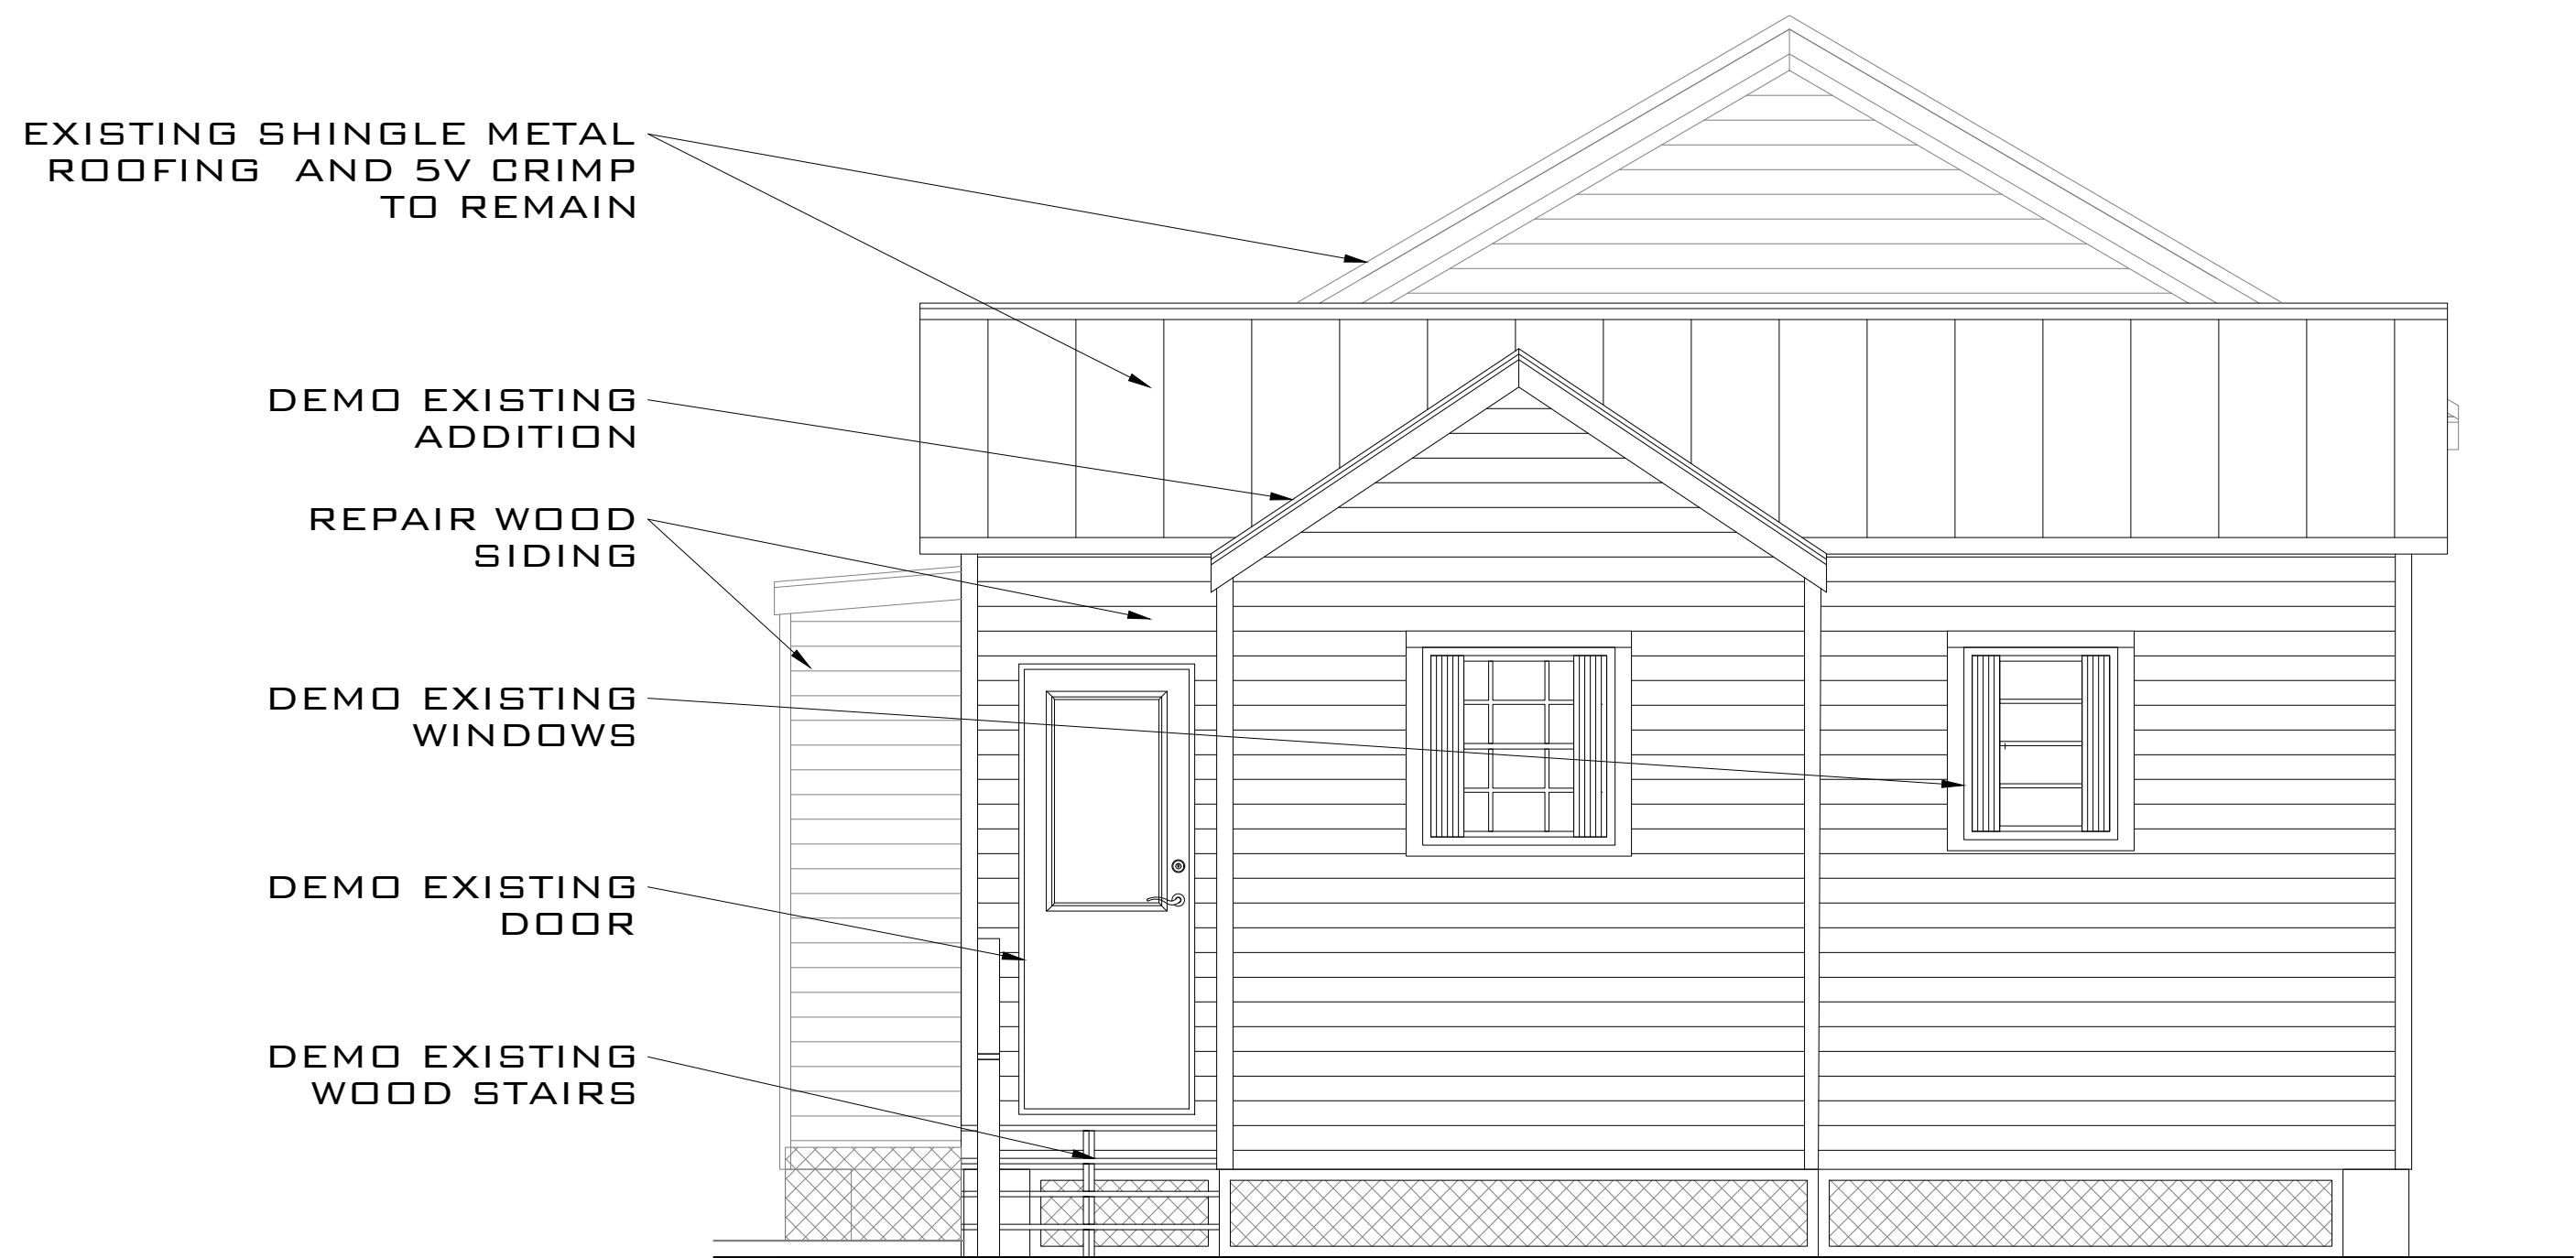 EXISTING SHINGLE METAL
ROOFING AND 5V CRIMP
TO REMAIN
DEMO EXISTING
ADDITION
REPAIR WOOD
SIDING
DEMO EXISTING
WINDOWS
DEMO EXISTING
DOOR
DEMO EXISTING
WOOD STAIRS